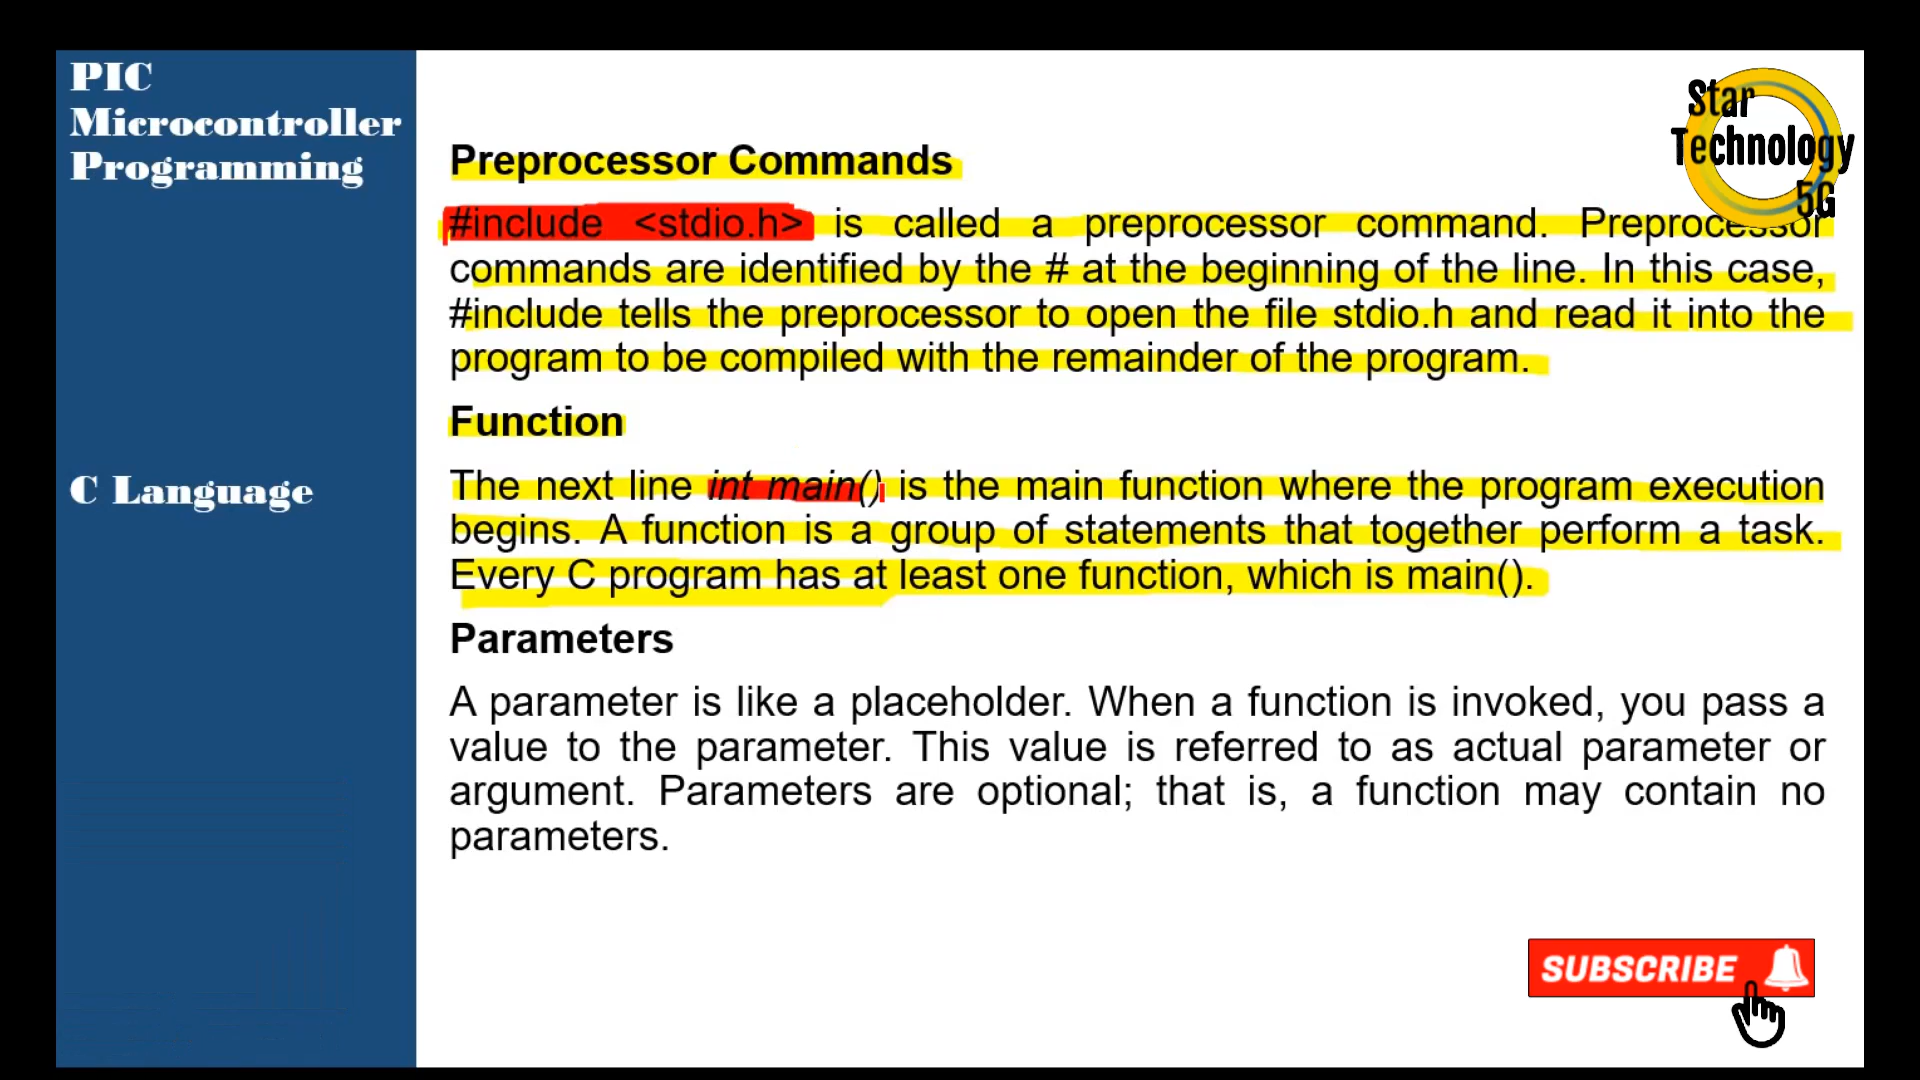 PIC
Microcontroller
Programming
C Language
Star
Technology
5G
Preprocessor Commands
#include <stdio.h> is called a preprocessor command. Preprocessor
commands are identified by the # at the beginning of the line. In this case,
#include tells the preprocessor to open the file stdio.h and read it into the
program to be compiled with the remainder of the program.
Function
The next line int main() is the main function where the program execution
begins. A function is a group of statements that together perform a task.
Every C program has at least one function, which is main().
Parameters
A parameter is like a placeholder. When a function is invoked, you pass a
value to the parameter. This value is referred to as actual parameter or
argument. Parameters are optional; that is, a function may contain no
parameters.
SUBSCRIBE